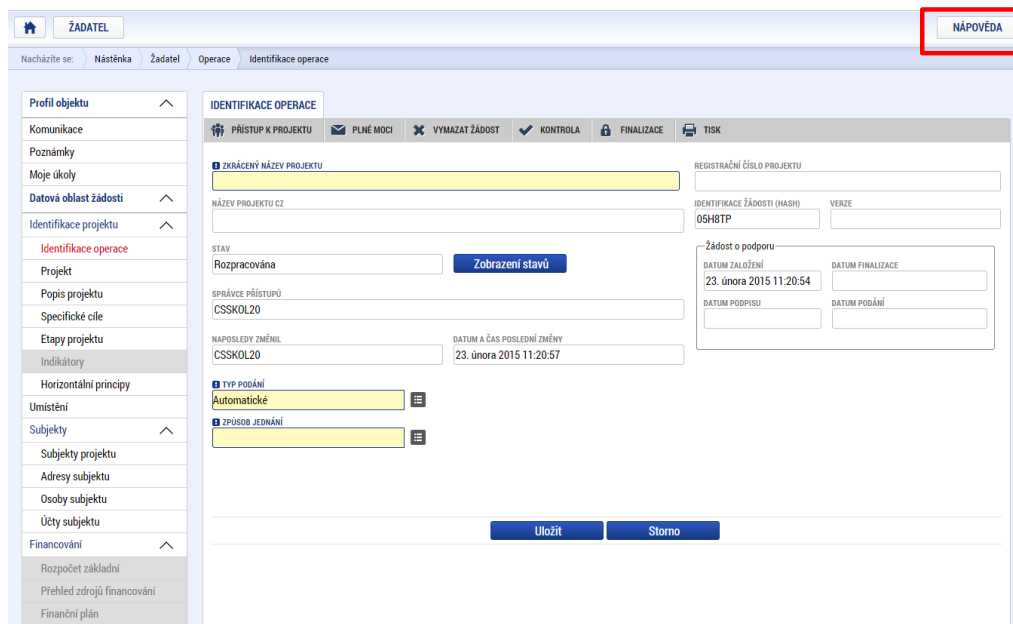 ŽADATEL
NÁPOVĚDA
Nacházíte se: Nástěnka Žadatel Operace Identifikace operace
Profil objektu
Komunikace
Poznámky
Moje úkoly
Datová oblast žádosti
Identifikace projektu
Identifikace operace
Projekt
Popis projektu
Specifické cíle
Etapy projektu
Indikátory
Horizontální principy
Umístění
Subjekty
Subjekty projektu
Adresy subjektu
Osoby subjektu
Účty subjektu
Financování
Rozpočet základní
Přehled zdrojů financování
Finanční plán
IDENTIFIKACE OPERACE
PŘÍSTUP K PROJEKTU PLNÉ MOCI VYMAZAT ŽÁDOST KONTROLA FINALIZACE TISK
ZKRÁCENÝ NÁZEV PROJEKTU
REGISTRAČNÍ ČÍSLO PROJEKTU
NÁZEV PROJEKTU CZ
IDENTIFIKACE ŽÁDOSTI (HASH) VERZE
05H8TP
STAV
Rozpracována
Zobrazení stavů
Žádost o podporu
DATUM ZALOŽENÍ DATUM FINALIZACE
23. února 2015 11:20:54
DATUM PODPISU DATUM PODÁNÍ
SPRÁVCE PŘÍSTUPŮ
CSSKOL20
NAPOSLEDY ZMĚNIL DATUM A ČAS POSLEDNÍ ZMĚNY
CSSKOL20 23. února 2015 11:20:57
TYP PODÁNÍ
Automatické
ZPŮSOB JEDNÁNÍ
Uložit Storno